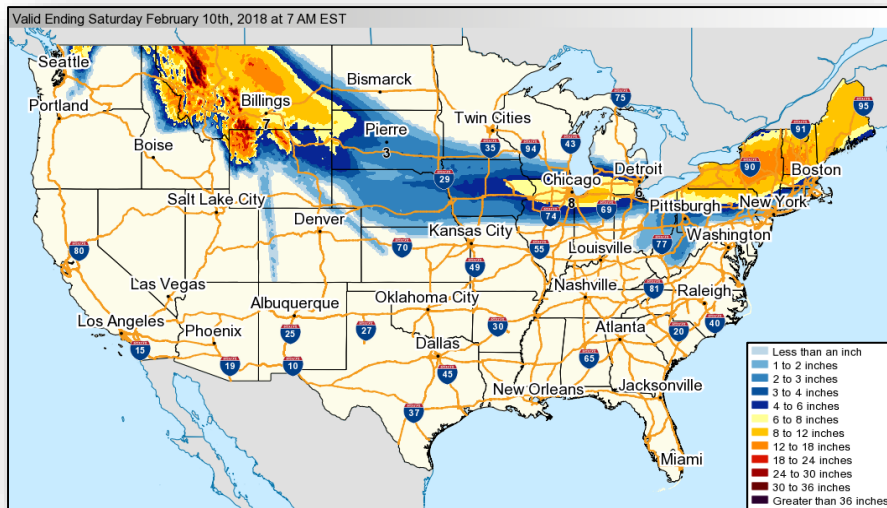 Valid Ending Saturday February 10th, 2018 at 7 AM EST
Seattle
Portland
Billings
7
Bismarck
Pierre
3
Twin Cities
75
95
91
35
94
43
Boise
29
Chicago
8
Detroit
6
90
Boston
Salt Lake City
74
69
Pittsburgh
1
New York
Denver
Kansas City
Washington
80
70
55
Louisville
77
49
Las Vegas
81
Nashville
Raleigh
Albuquerque
Oklahoma City
Los Angeles
Phoenix
25
27
30
Atlanta
20
40
15
19
10
Dallas
45
65
New Orleans
Jacksonville
37
Miami
Less than an inch
1 to 2 inches
2 to 3 inches
3 to 4 inches
4 to 6 inches
6 to 8 inches
8 to 12 inches
12 to 18 inches
18 to 24 inches
24 to 30 inches
30 to 36 inches
Greater than 36 inches